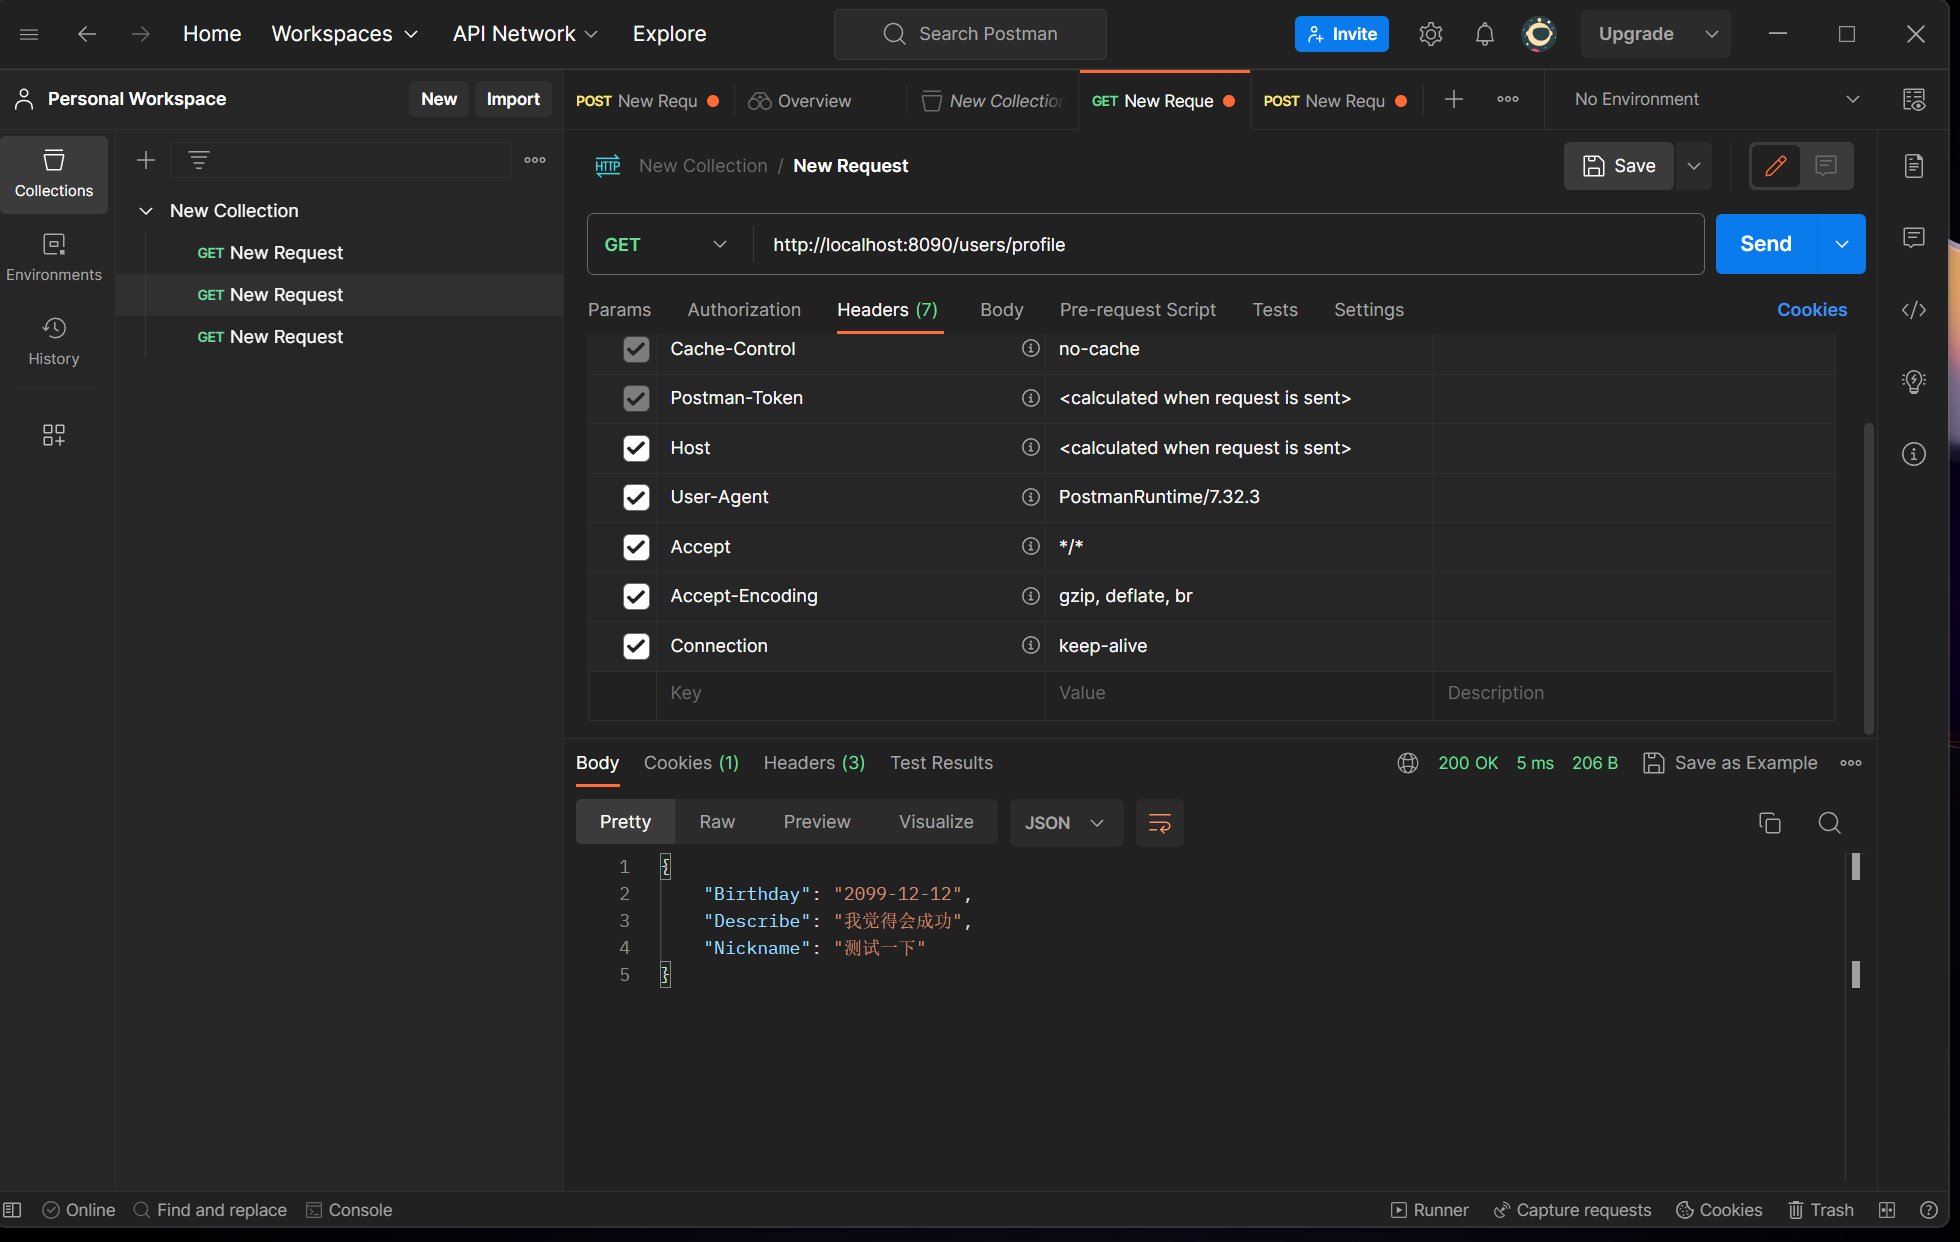 Home Workspaces API Network Explore Search Postman Invite Upgrade
Personal Workspace New Import POST New Requ Overview New Collection GET New Reque POST New Requ No Environment
Collections
Environments
History
New Collection
GET New Request
GET New Request
GET New Request
HTTP New Collection / New Request Save
GET http://localhost:8090/users/profile Send
Params Authorization Headers (7) Body Pre-request Script Tests Settings Cookies
Cache-Control no-cache
Postman-Token <calculated when request is sent>
Host <calculated when request is sent>
User-Agent PostmanRuntime/7.32.3
Accept */*
Accept-Encoding gzip, deflate, br
Connection keep-alive
Key Value Description
Body Cookies (1) Headers (3) Test Results 200 OK 5 ms 206 B Save as Example
Pretty Raw Preview Visualize JSON
1 {
2 "Birthday": "2099-12-12",
3 "Describe": "我觉得会成功",
4 "Nickname": "测试一下"
5 }
Online Find and replace Console Runner Capture requests Cookies Trash